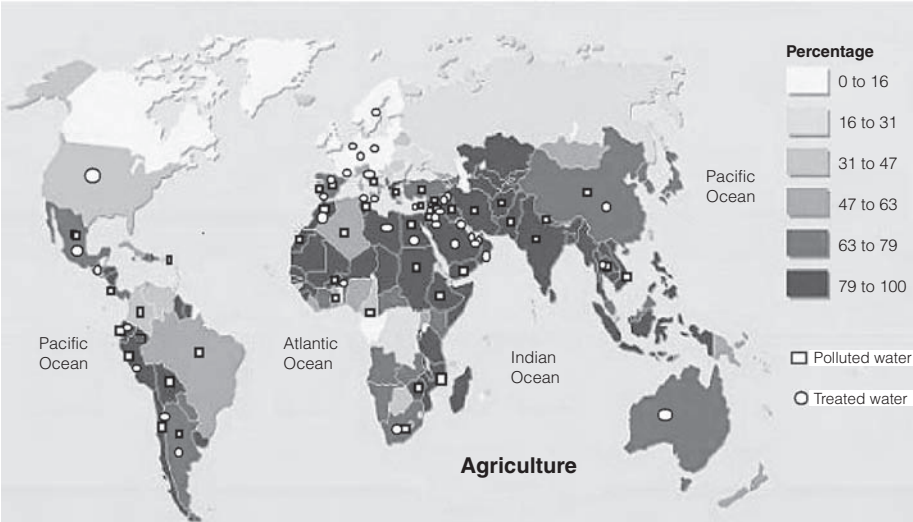 Percentage
0 to 16
16 to 31
31 to 47
47 to 63
63 to 79
79 to 100
Pacific
Ocean
Pacific
Ocean
Atlantic
Ocean
Indian
Ocean
Polluted water
Treated water
Agriculture